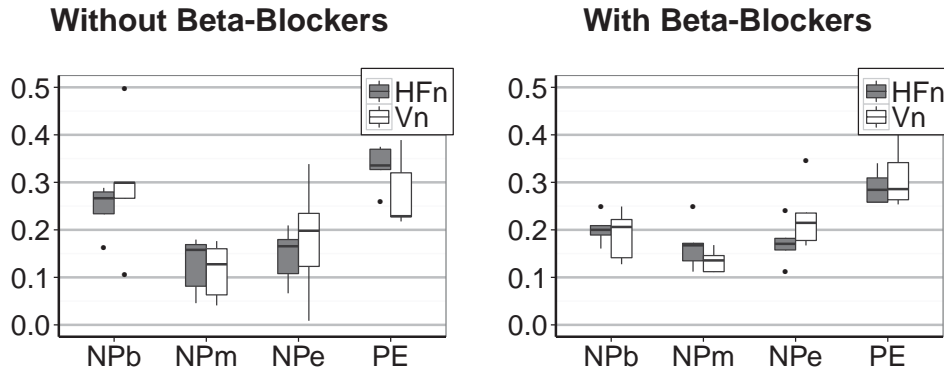 Without Beta-Blockers
With Beta-Blockers
0.5
0.4
0.3
0.2
0.1
0.0
HFn
Vn
NPb NPm NPe PE
0.5
0.4
0.3
0.2
0.1
0.0
HFn
Vn
NPb NPm NPe PE